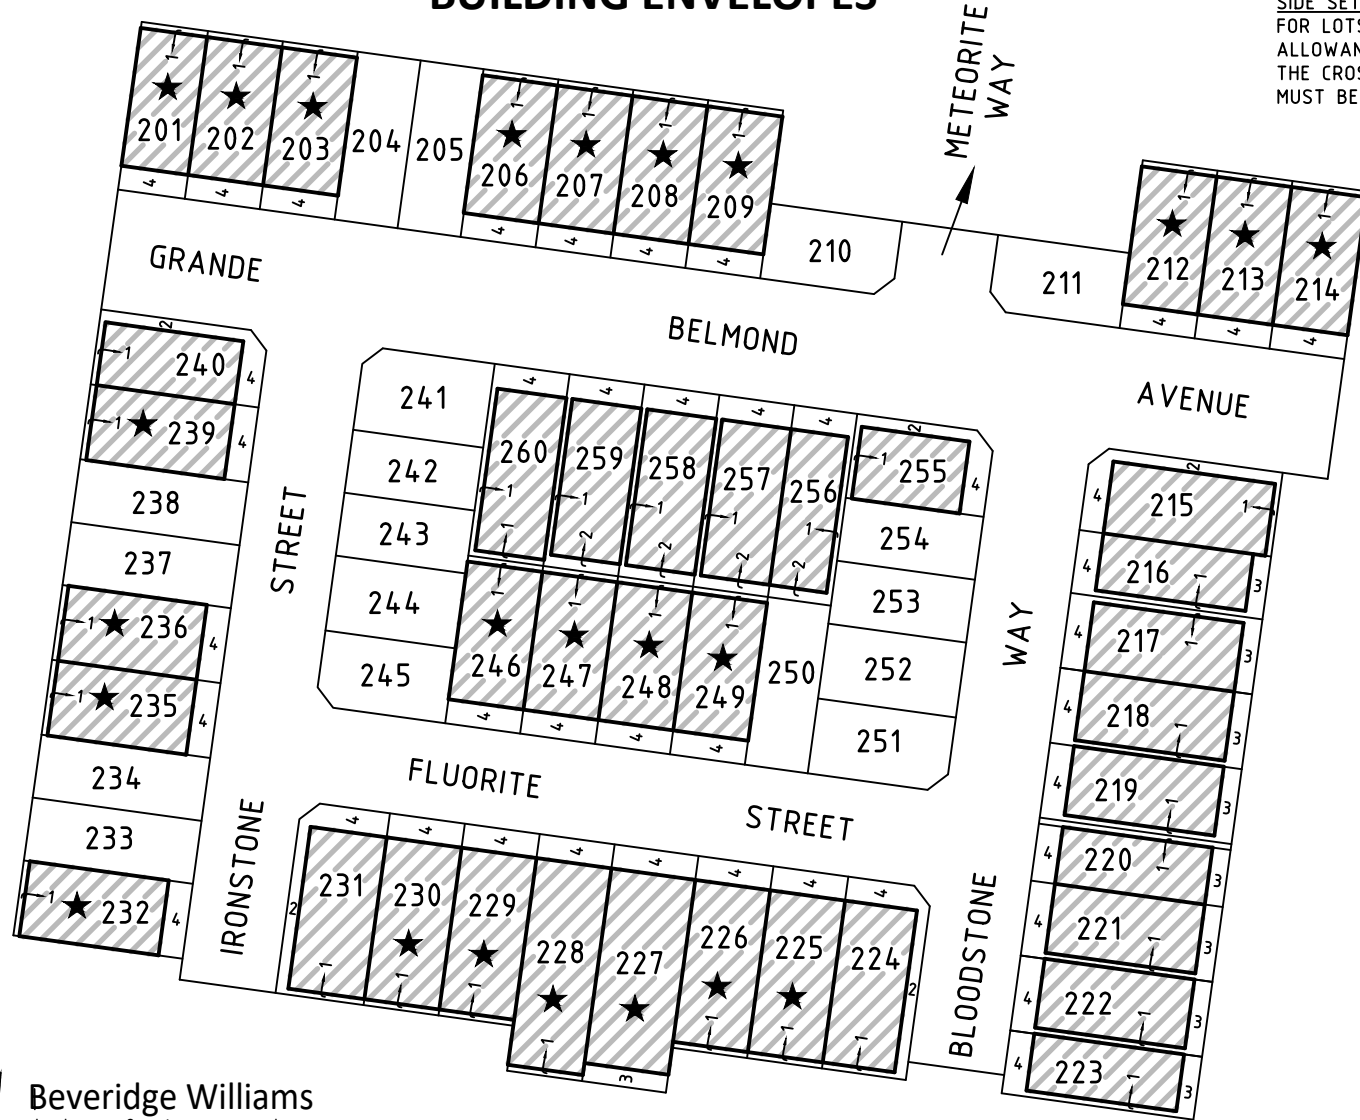 BUILDING ENVELOPES
FOR LOTS
THE CROS
MUST BE
METEORITE
WAY
201 202 203 204 205 206 207 208 209 210 211 212 213 214
GRANDE
BELMOND
AVENUE
240
239
238
237
236
235
234
233
232
STREET
IRONSTONE
241
242
243
244
245
260 259 258 257 256 255
254
253
252
251
246 247 248 249 250
WAY
BLOODSTONE
215
216
217
218
219
220
221
222
223
FLUORITE
STREET
231 230 229 228 227 226 225 224
Beveridge Williams